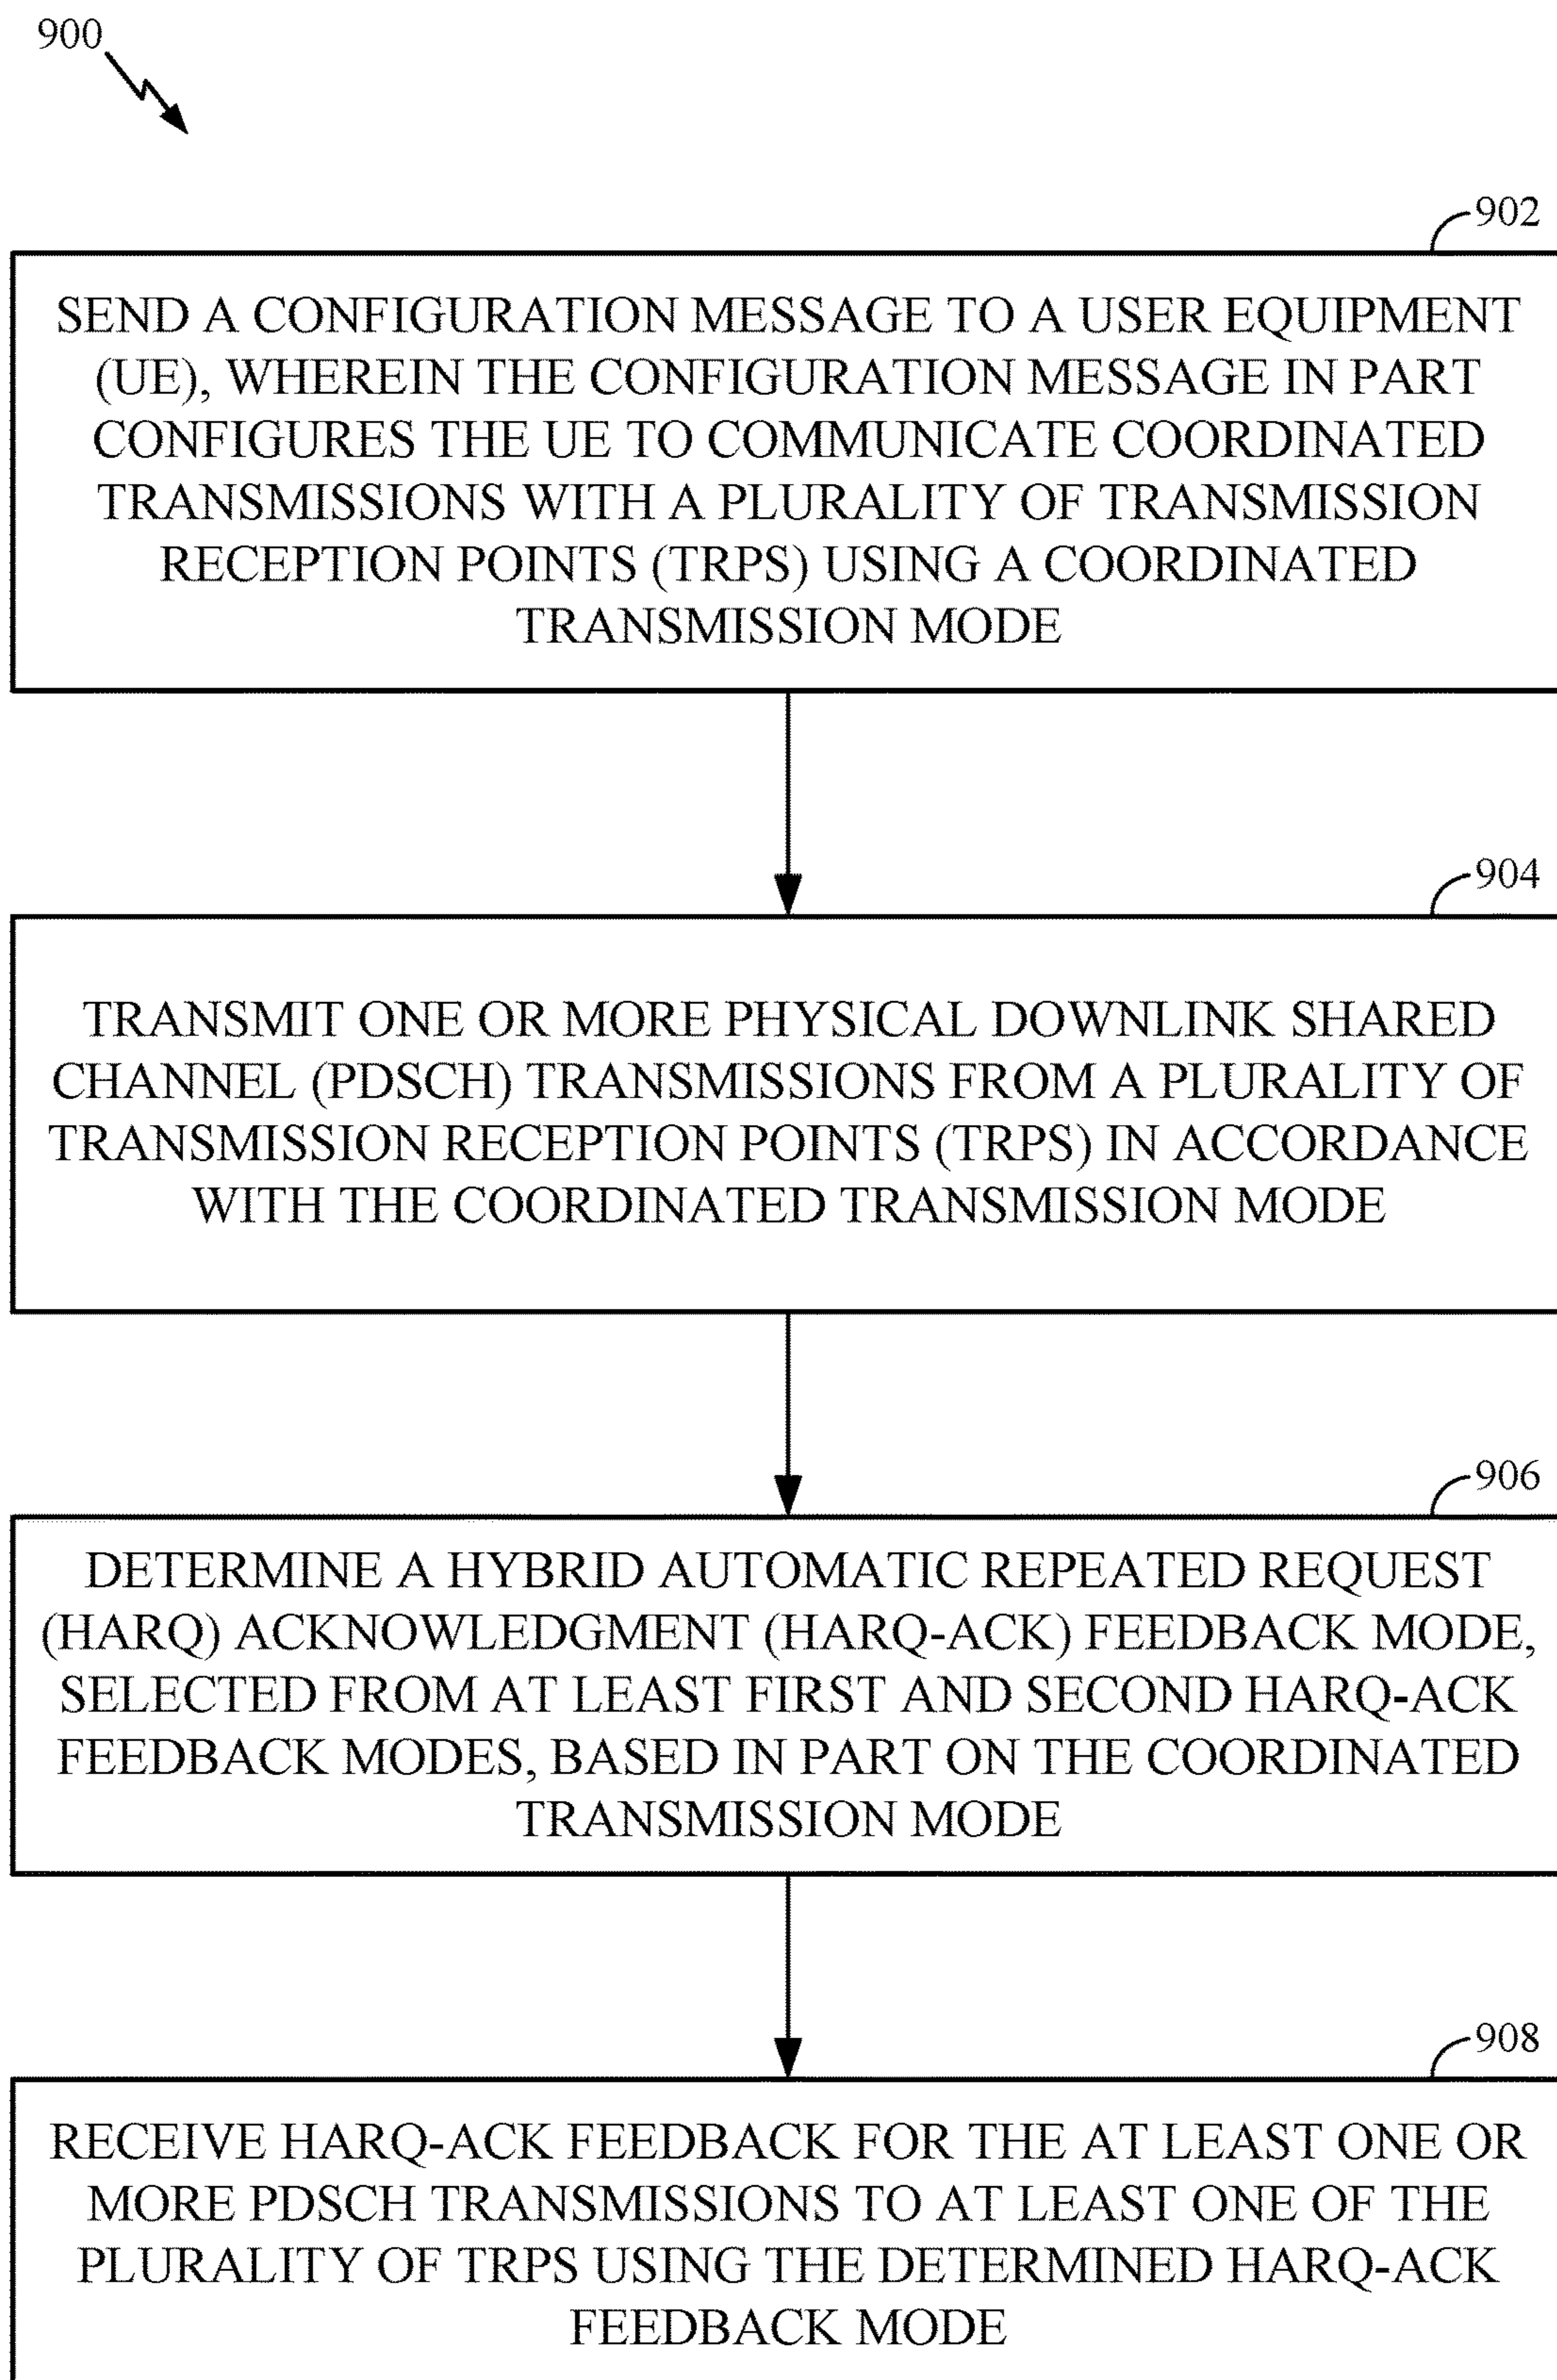 900
902
SEND A CONFIGURATION MESSAGE TO A USER EQUIPMENT
(UE), WHEREIN THE CONFIGURATION MESSAGE IN PART
CONFIGURES THE UE TO COMMUNICATE COORDINATED
TRANSMISSIONS WITH A PLURALITY OF TRANSMISSION
RECEPTION POINTS (TRPS) USING A COORDINATED
TRANSMISSION MODE
904
TRANSMIT ONE OR MORE PHYSICAL DOWNLINK SHARED
CHANNEL (PDSCH) TRANSMISSIONS FROM A PLURALITY OF
TRANSMISSION RECEPTION POINTS (TRPS) IN ACCORDANCE
WITH THE COORDINATED TRANSMISSION MODE
906
DETERMINE A HYBRID AUTOMATIC REPEATED REQUEST
(HARQ) ACKNOWLEDGMENT (HARQ-ACK) FEEDBACK MODE,
SELECTED FROM AT LEAST FIRST AND SECOND HARQ-ACK
FEEDBACK MODES, BASED IN PART ON THE COORDINATED
TRANSMISSION MODE
908
RECEIVE HARQ-ACK FEEDBACK FOR THE AT LEAST ONE OR
MORE PDSCH TRANSMISSIONS TO AT LEAST ONE OF THE
PLURALITY OF TRPS USING THE DETERMINED HARQ-ACK
FEEDBACK MODE